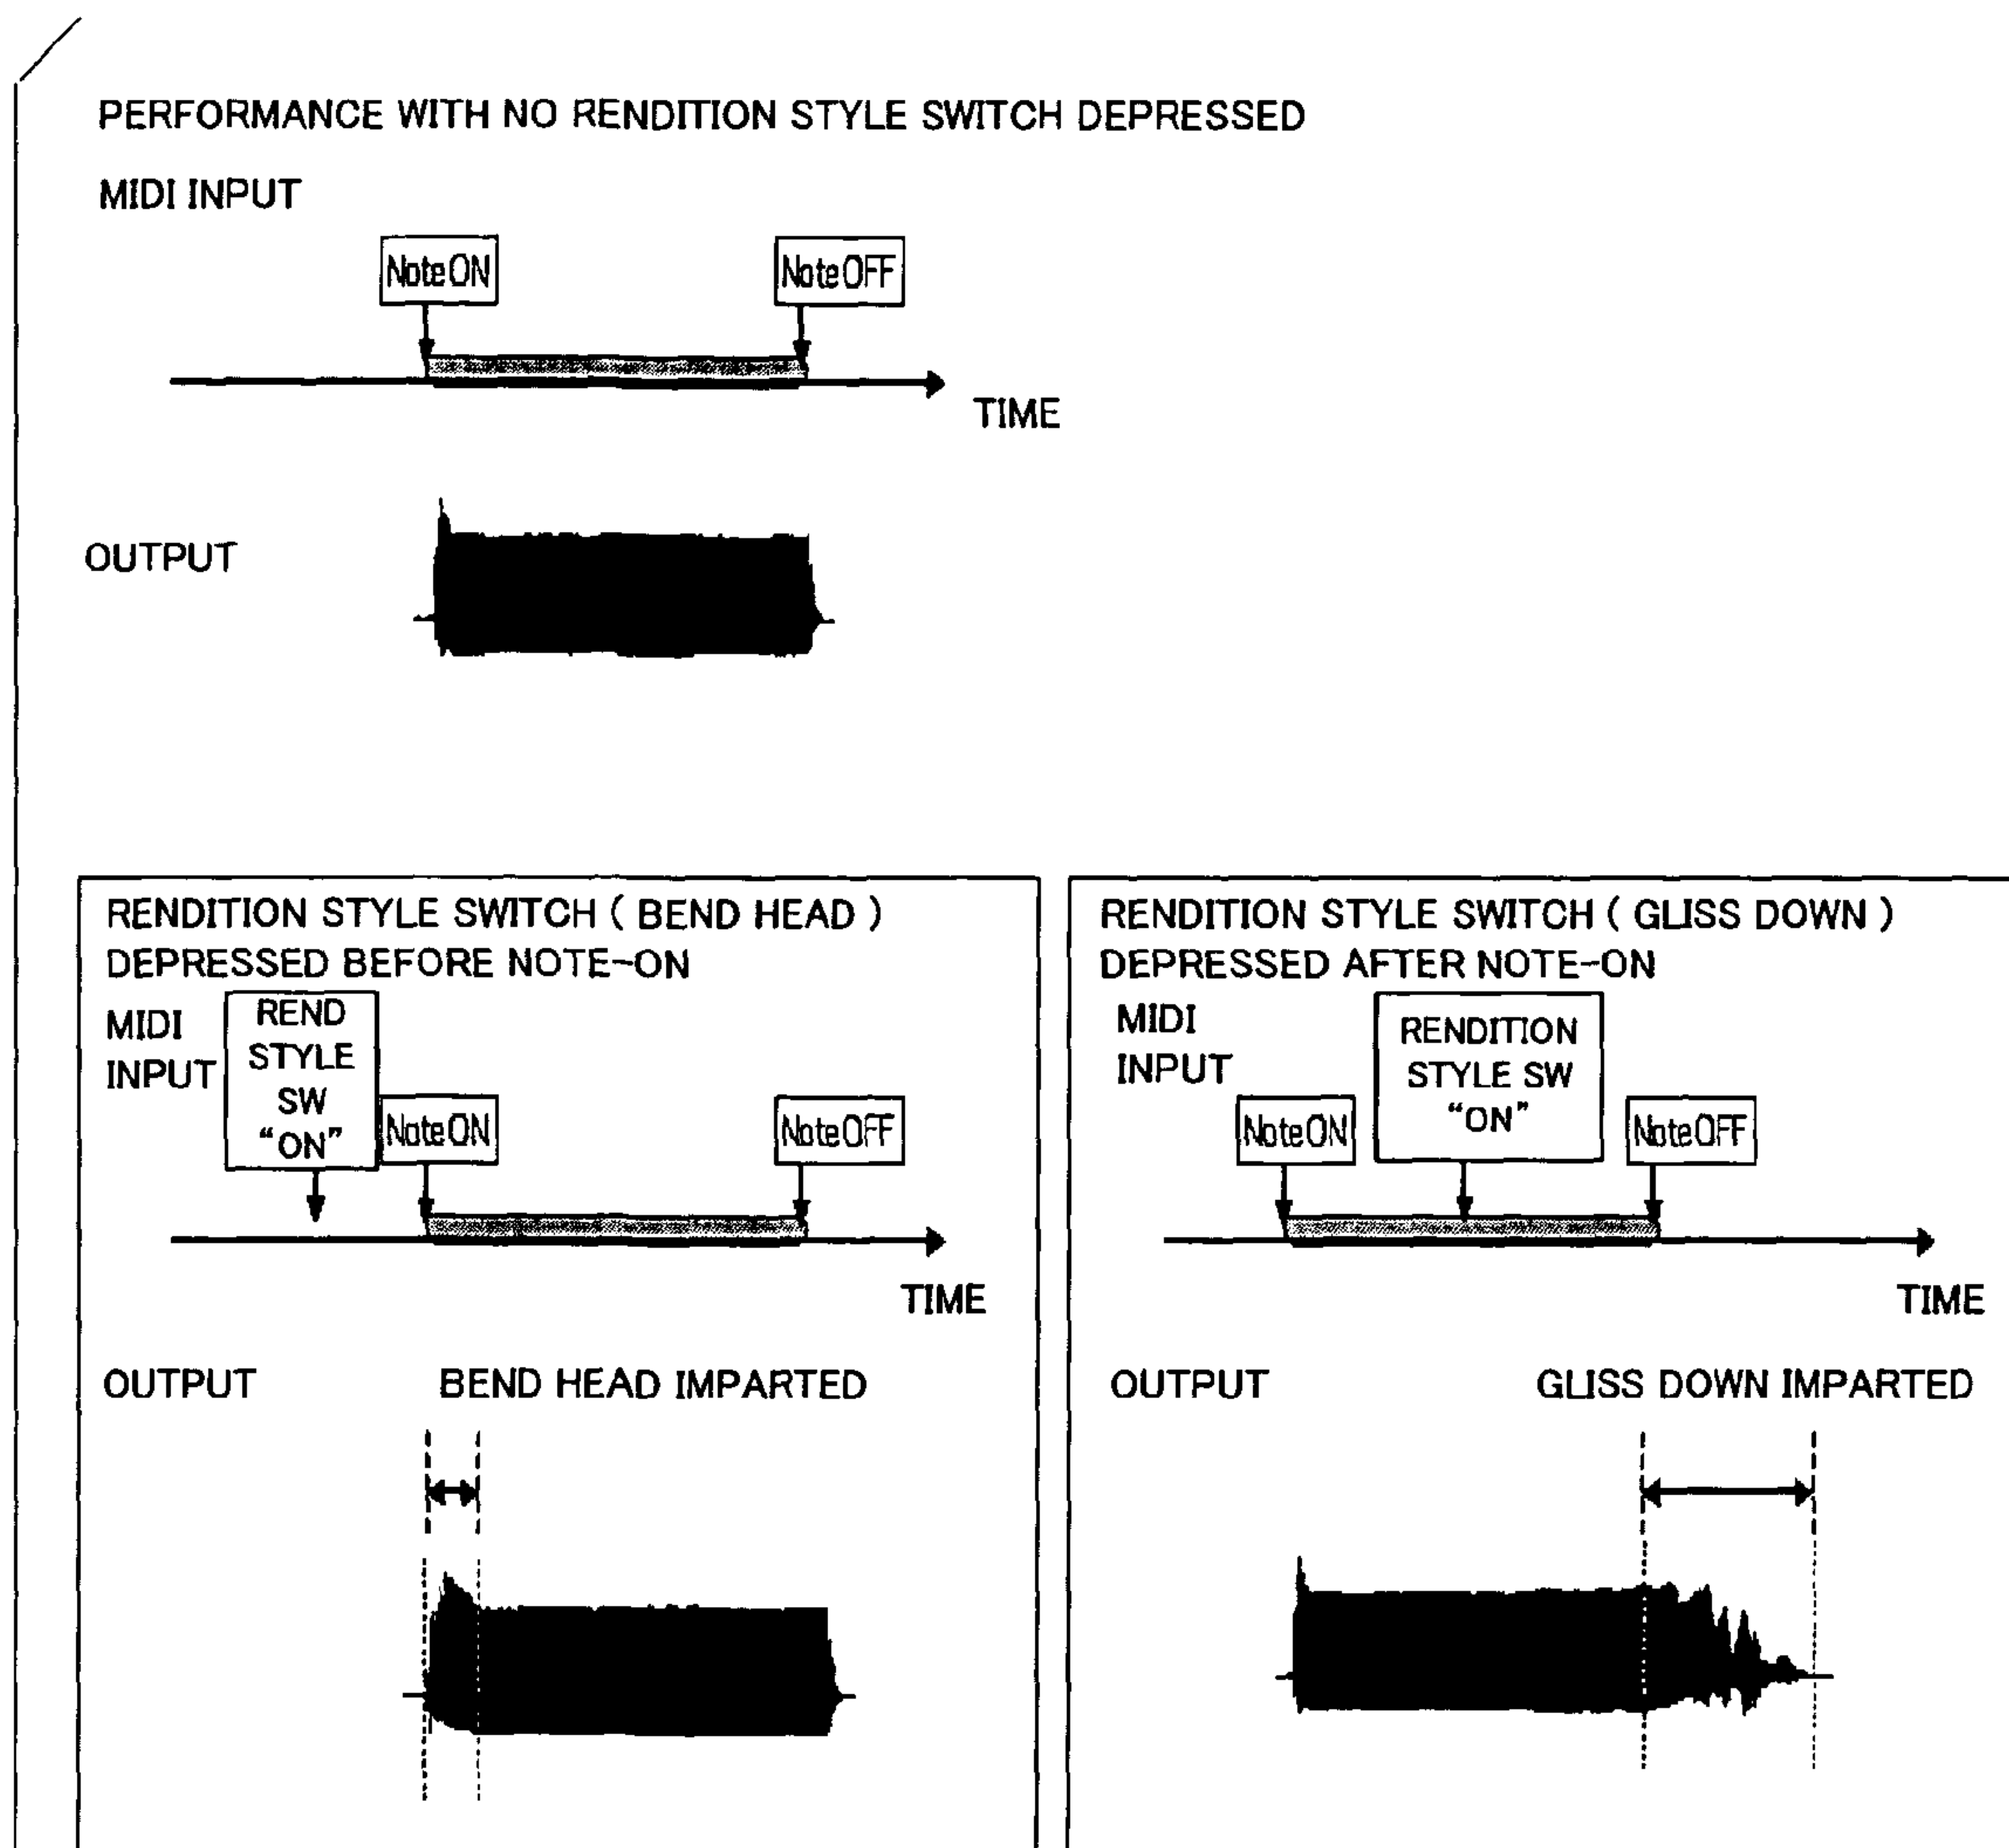 PERFORMANCE WITH NO RENDITION STYLE SWITCH DEPRESSED
MIDI INPUT
NoteON
NoteOFF
TIME
OUTPUT
RENDITION STYLE SWITCH ( BEND HEAD )
DEPRESSED BEFORE NOTE-ON
MIDI
INPUT
REND
STYLE
SW
“ON”
NoteON
NoteOFF
TIME
OUTPUT
BEND HEAD IMPARTED
RENDITION STYLE SWITCH ( GLISS DOWN )
DEPRESSED AFTER NOTE-ON
MIDI
INPUT
NoteON
RENDITION
STYLE SW
“ON”
NoteOFF
TIME
OUTPUT
GLISS DOWN IMPARTED